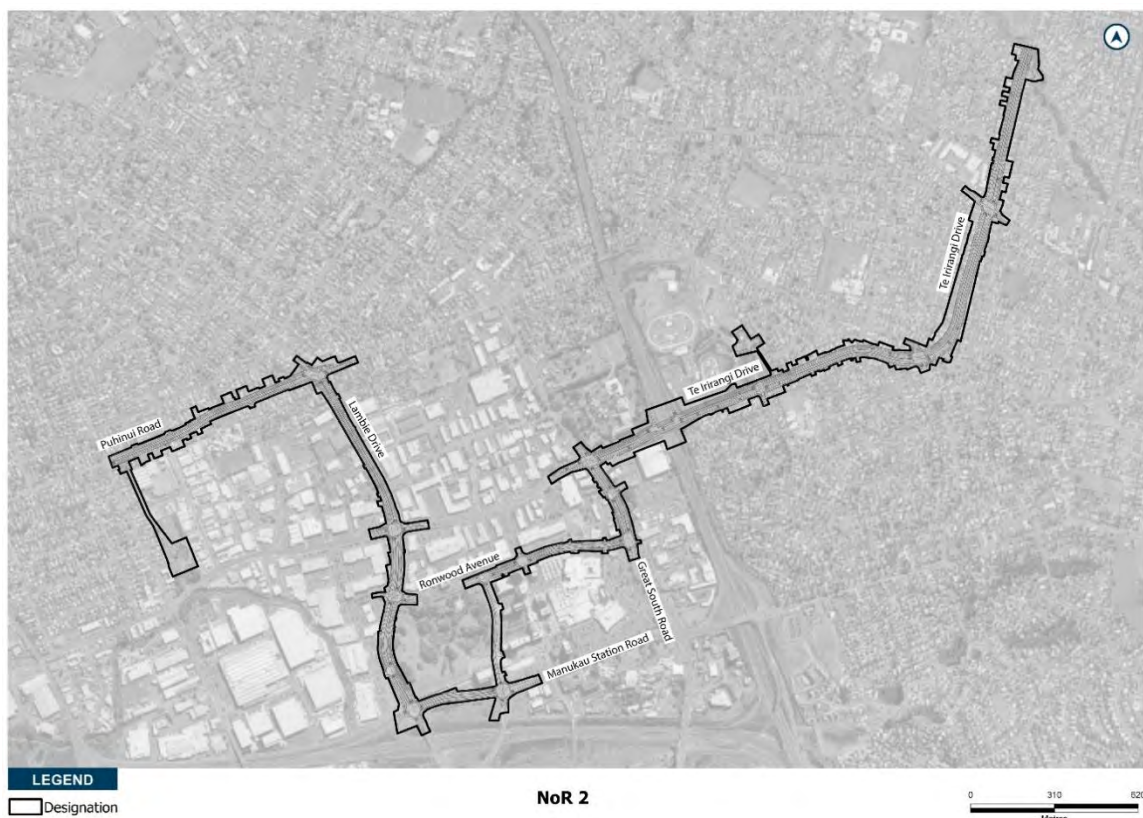 Te Irirangi Drive
Te Irirangi Drive
Puhinui Road
Lambie Drive
Ronwood Avenue
Great South Road
Manukau Station Road
LEGEND
Designation
NoR 2
0 310 620